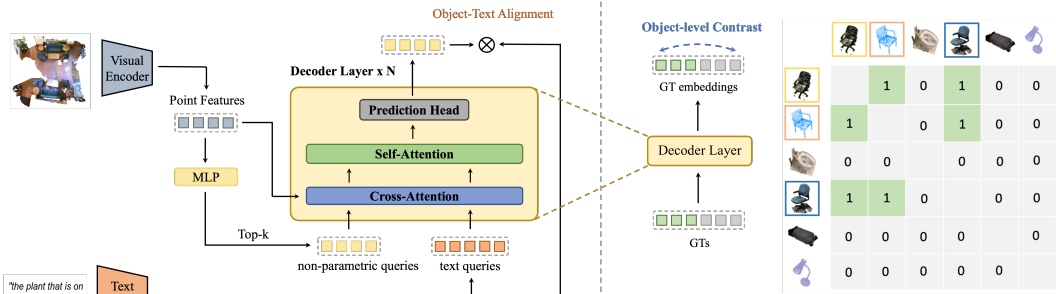 Object-Text Alignment
Visual
Encoder
Point Features
MLP
Top-k
Decoder Layer x N
Prediction Head
Self-Attention
Cross-Attention
non-parametric queries
text queries
"the plant that is on
Text
Object-level Contrast
GT embeddings
Decoder Layer
GTs
1 0 1 0 0
1 0 1 0 0
0 0 0 0 0
1 1 0 0 0
0 0 0 0 0
0 0 0 0 0